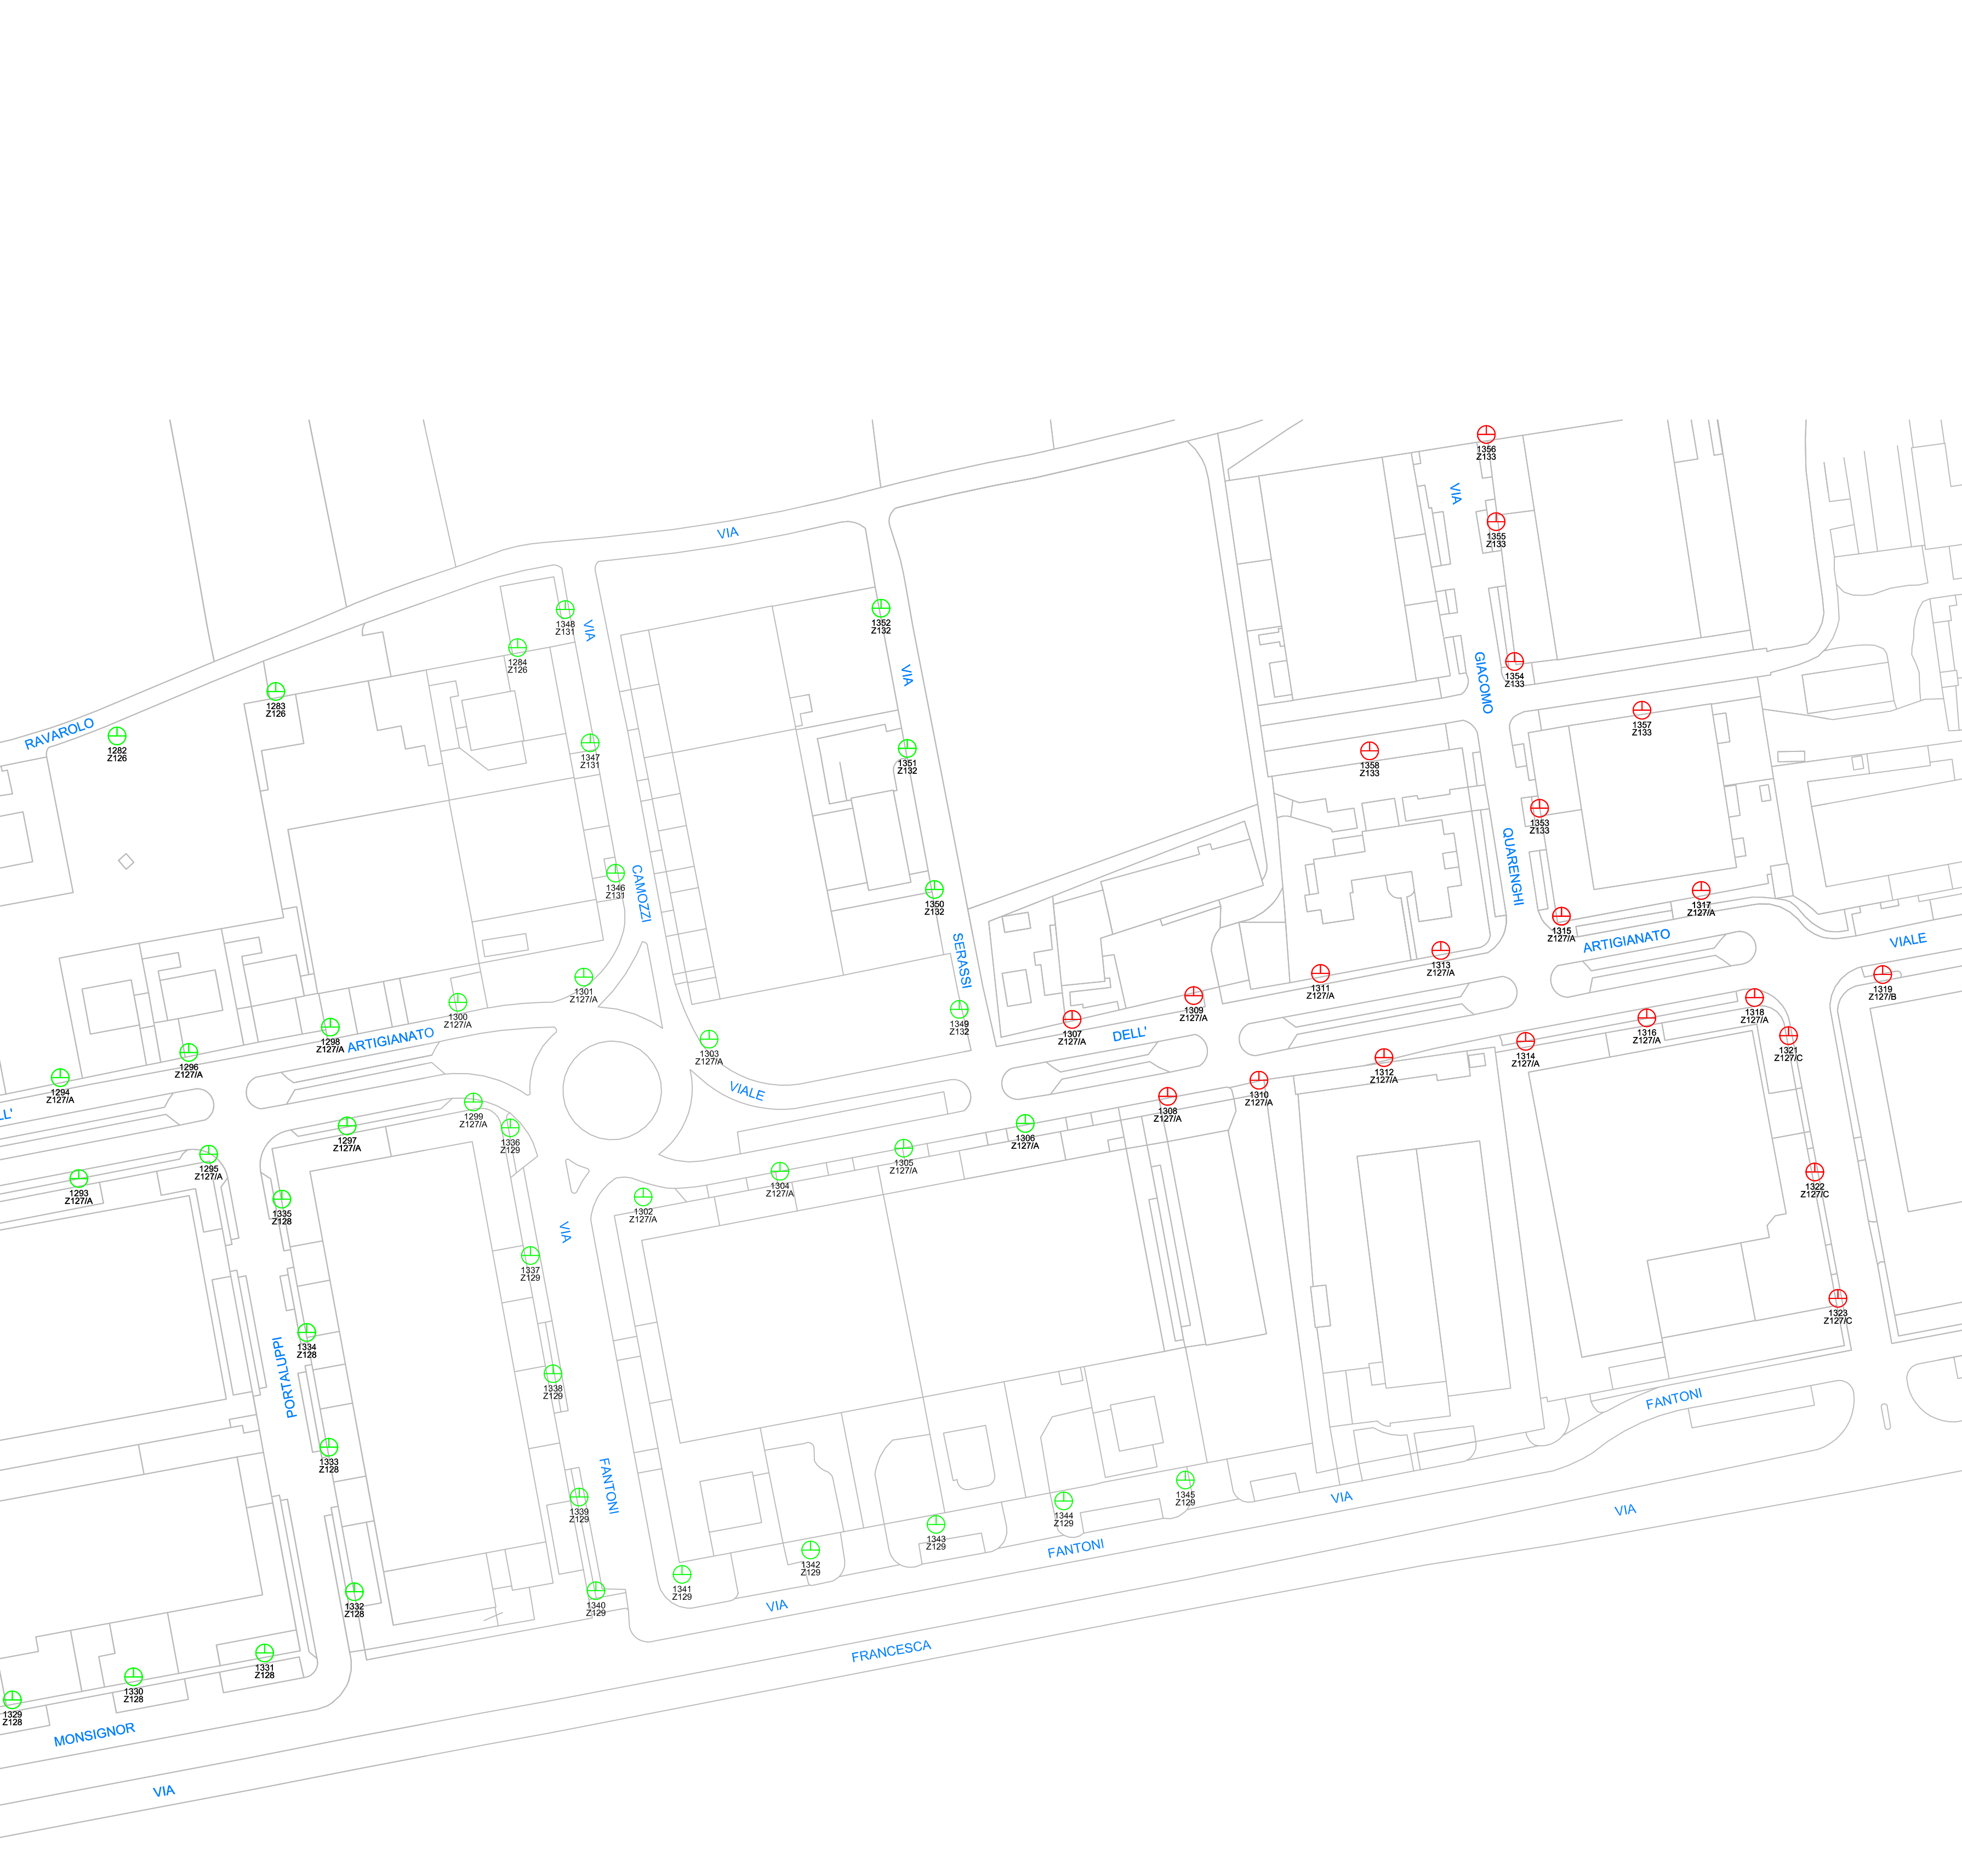 1356
Z133
VIA
1355
Z133
VIA
1352
Z132
1348
Z131
VIA
1284
Z126
1354
Z133
VIA
GIACOMO
1283
Z126
1357
Z133
RAVAROLO
1282
Z126
1347
Z131
1351
Z132
1358
Z133
1353
Z133
1346
Z131
CAMOZZI
1350
Z132
QUARENGHI
1317
Z127/A
1315
Z127/A
ARTIGIANATO
VIALE
SERASSI
1313
Z127/A
1311
Z127/A
1319
Z127/B
1301
Z127/A
1300
Z127/A
1349
Z132
1309
Z127/A
1318
Z127/A
1307
Z127/A
DELL'
1316
Z127/A
1298
Z127/A
ARTIGIANATO
1303
Z127/A
1314
Z127/A
1321
Z127/C
1296
Z127/A
1312
Z127/A
1294
Z127/A
1310
Z127/A
VIALE
1308
Z127/A
LL'
1299
Z127/A
1297
Z127/A
1336
Z129
1306
Z127/A
1305
Z127/A
1295
Z127/A
1304
Z127/A
1293
Z127/A
1322
Z127/C
1335
Z128
1302
Z127/A
VIA
1337
Z129
1323
Z127/C
1334
Z128
PORTALUPPI
1338
Z129
FANTONI
1333
Z128
FANTONI
1339
Z129
1345
Z129
VIA
1344
Z129
VIA
1343
Z129
FANTONI
1342
Z129
1341
Z129
1340
Z129
1332
Z128
VIA
FRANCESCA
1331
Z128
1330
Z128
1329
Z128
MONSIGNOR
VIA